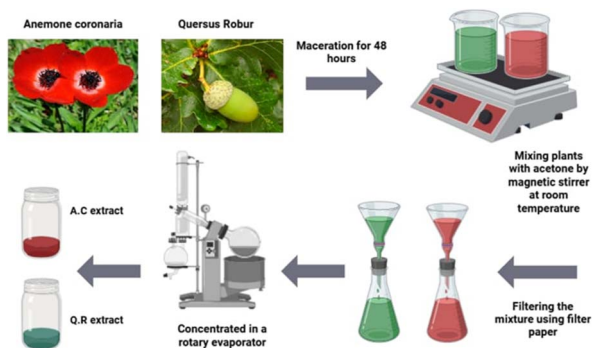 Anemone coronaria
Quersus Robur
Maceration for 48
hours
Mixing plants
with acetone by
magnetic stirrer
at room
temperature
Filtering the
mixture using filter
paper
Concentrated in a
rotary evaporator
A.C extract
Q.R extract